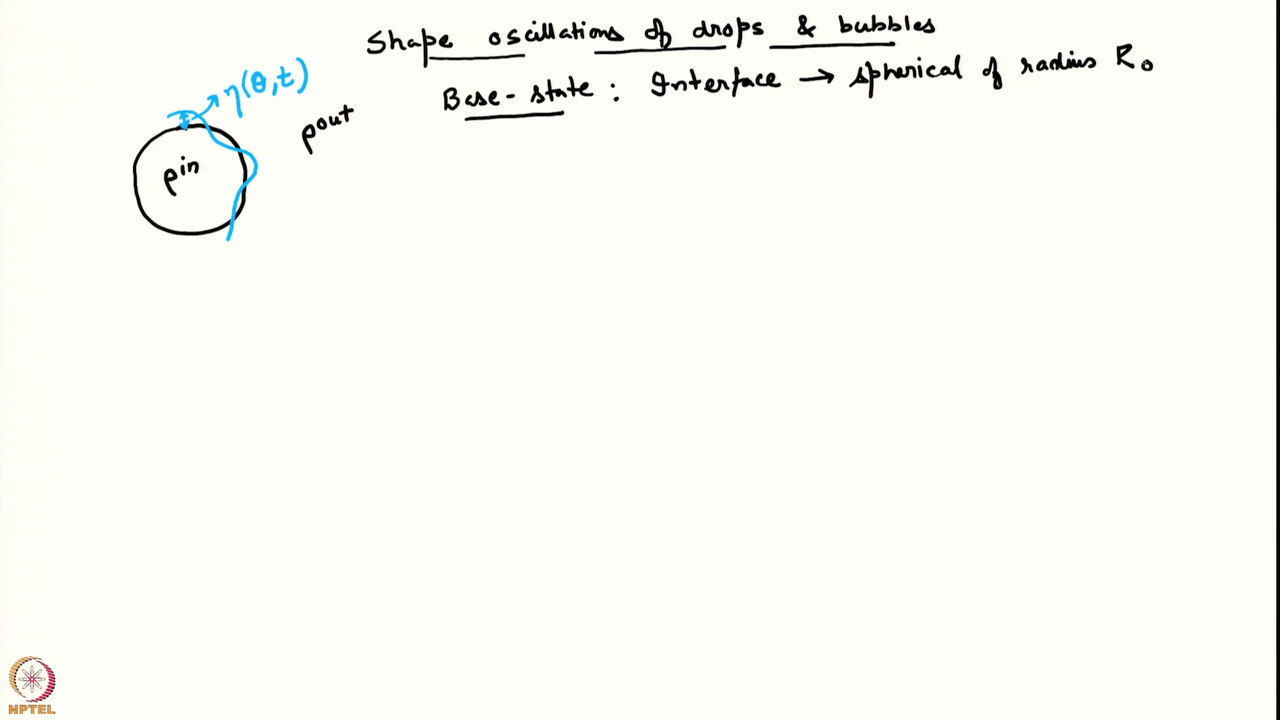 Shape oscillations of drops & bubbles
Base-state : Interface → spherical of radius R₀
η(θ,t)
ρᵒᵘᵗ
ρⁱⁿ
NPTEL